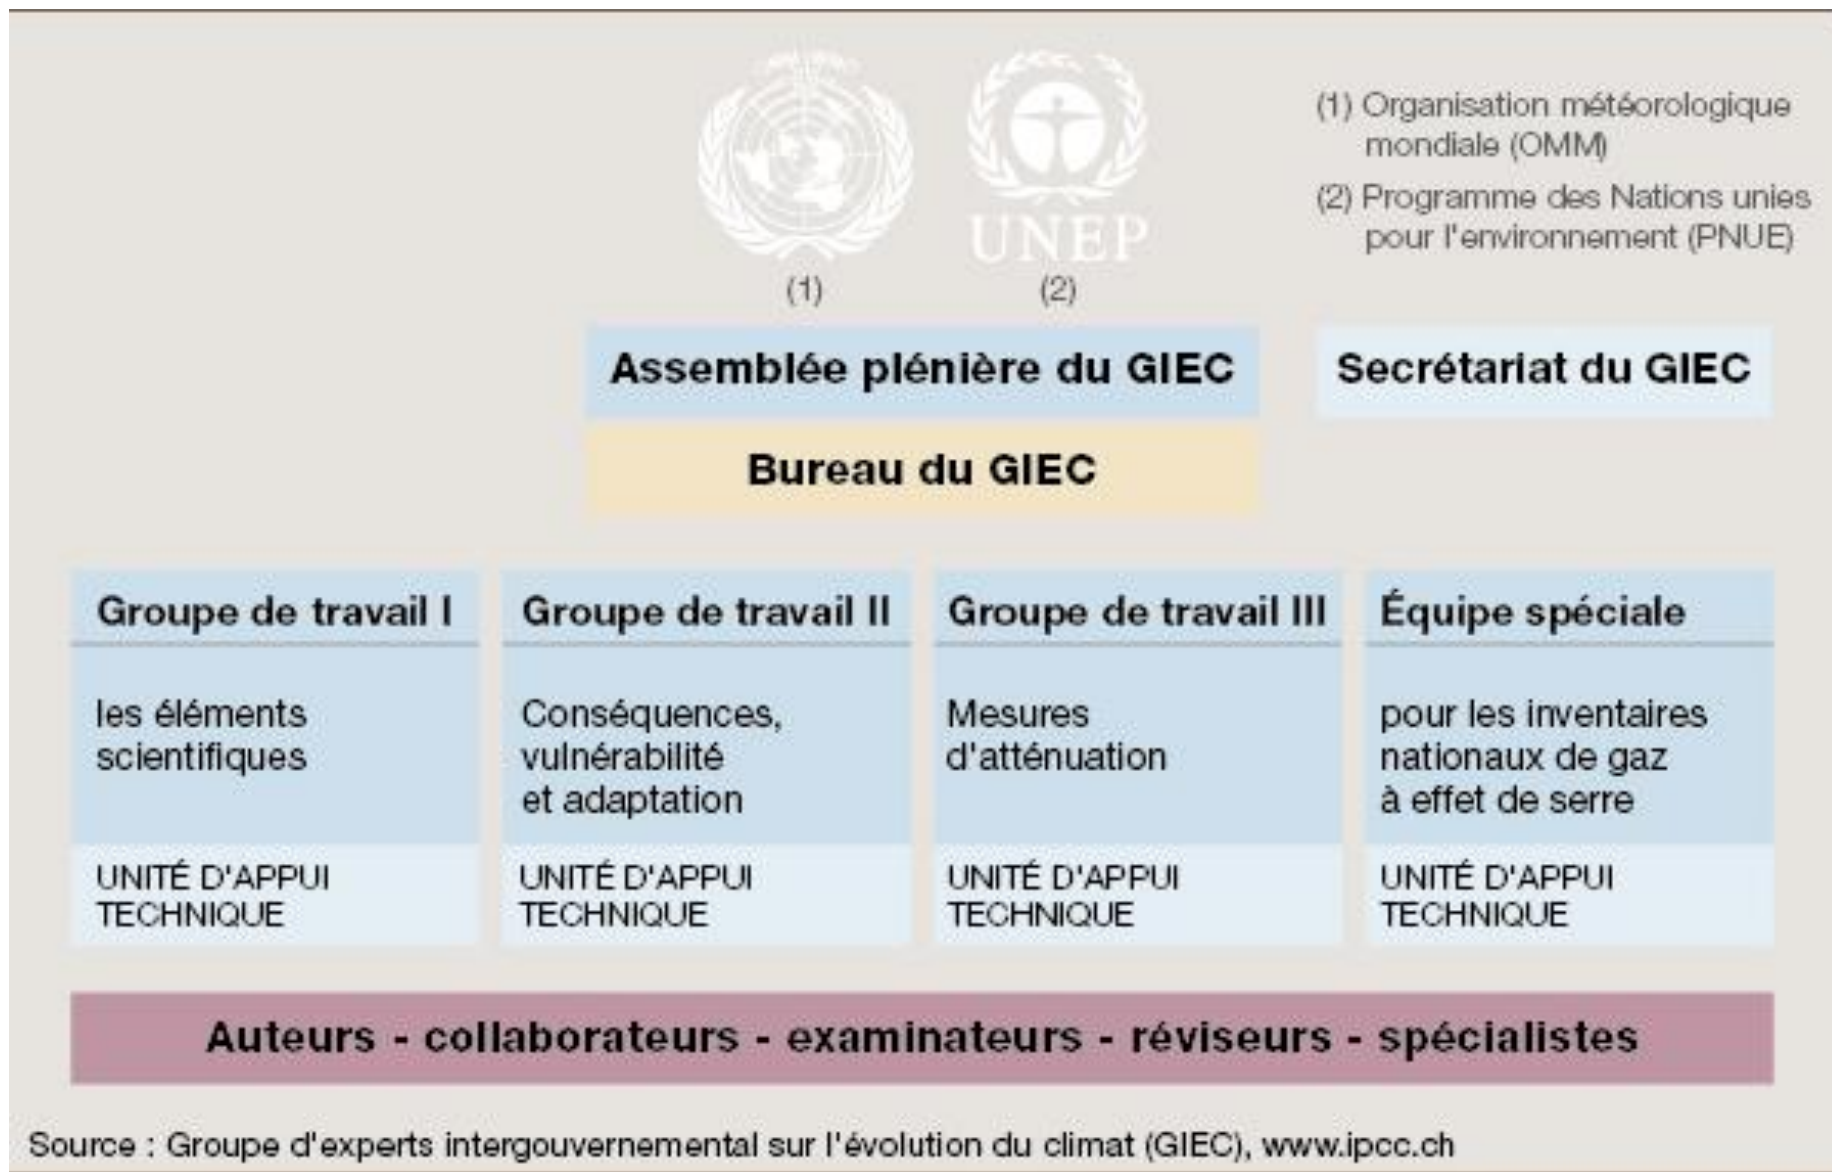 UNEP
(1) Organisation météorologique
mondiale (OMM)
(2) Programme des Nations unies
pour l'environnement (PNUE)
(1)
(2)
Assemblée plénière du GIEC
Secrétariat du GIEC
Bureau du GIEC
Groupe de travail I
les éléments
scientifiques
UNITÉ D'APPUI
TECHNIQUE
Groupe de travail II
Conséquences,
vulnérabilité
et adaptation
UNITÉ D'APPUI
TECHNIQUE
Groupe de travail III
Mesures
d'atténuation
UNITÉ D'APPUI
TECHNIQUE
Équipe spéciale
pour les inventaires
nationaux de gaz
à effet de serre
UNITÉ D'APPUI
TECHNIQUE
Auteurs - collaborateurs - examinateurs - réviseurs - spécialistes
Source : Groupe d'experts intergouvernemental sur l'évolution du climat (GIEC), www.ipcc.ch